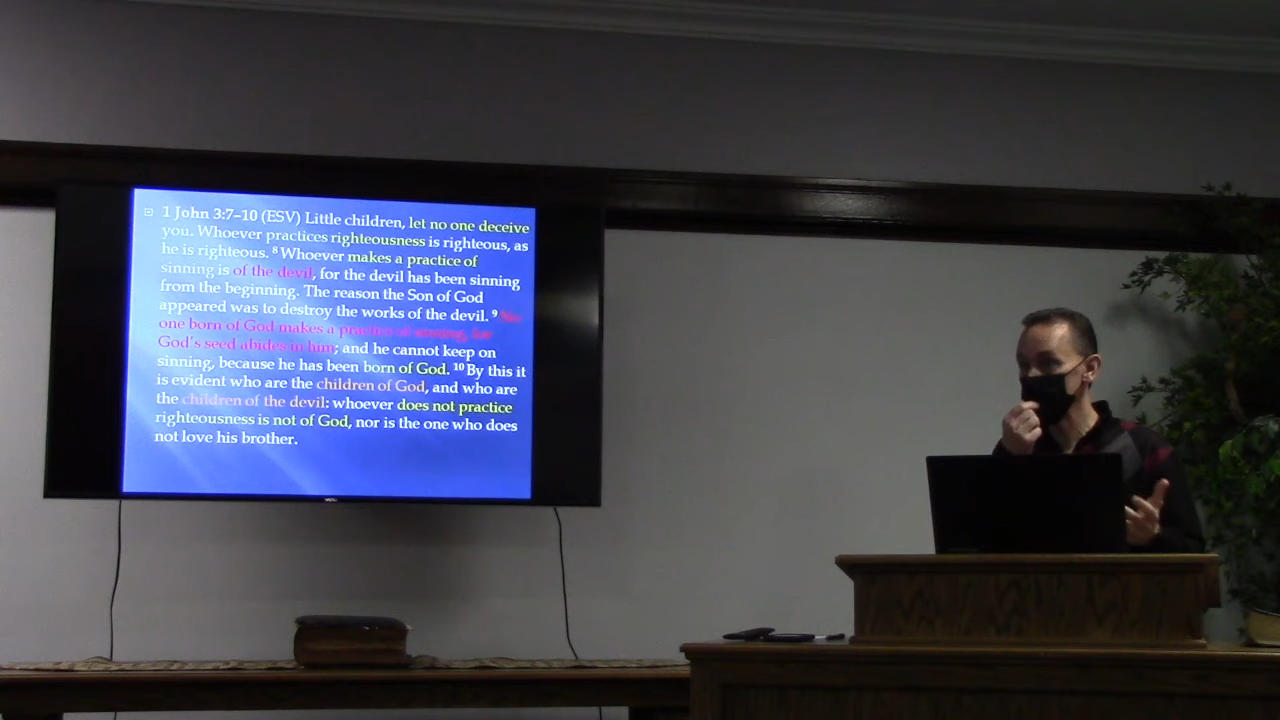 1 John 3:7–10 (ESV) Little children, let no one deceive
you. Whoever practices righteousness is righteous, as
he is righteous. ⁸ Whoever makes a practice of
sinning is of the devil, for the devil has been sinning
from the beginning. The reason the Son of God
appeared was to destroy the works of the devil. ⁹ No
one born of God makes a practice of sinning, for
God's seed abides in him; and he cannot keep on
sinning, because he has been born of God. ¹⁰ By this it
is evident who are the children of God, and who are
the children of the devil: whoever does not practice
righteousness is not of God, nor is the one who does
not love his brother.